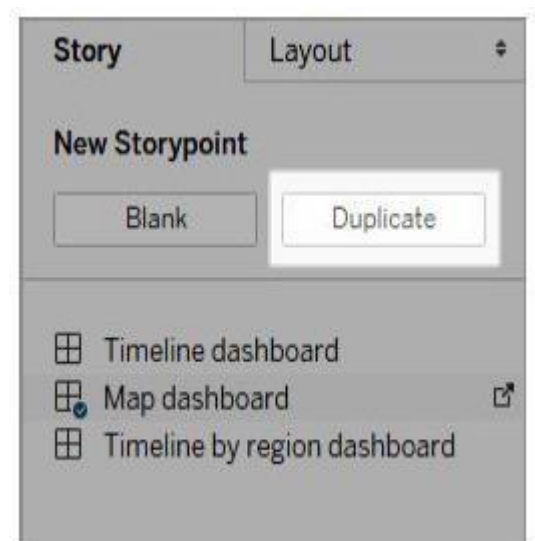 Story Layout
New Storypoint
Blank Duplicate
Timeline dashboard
Map dashboard
Timeline by region dashboard